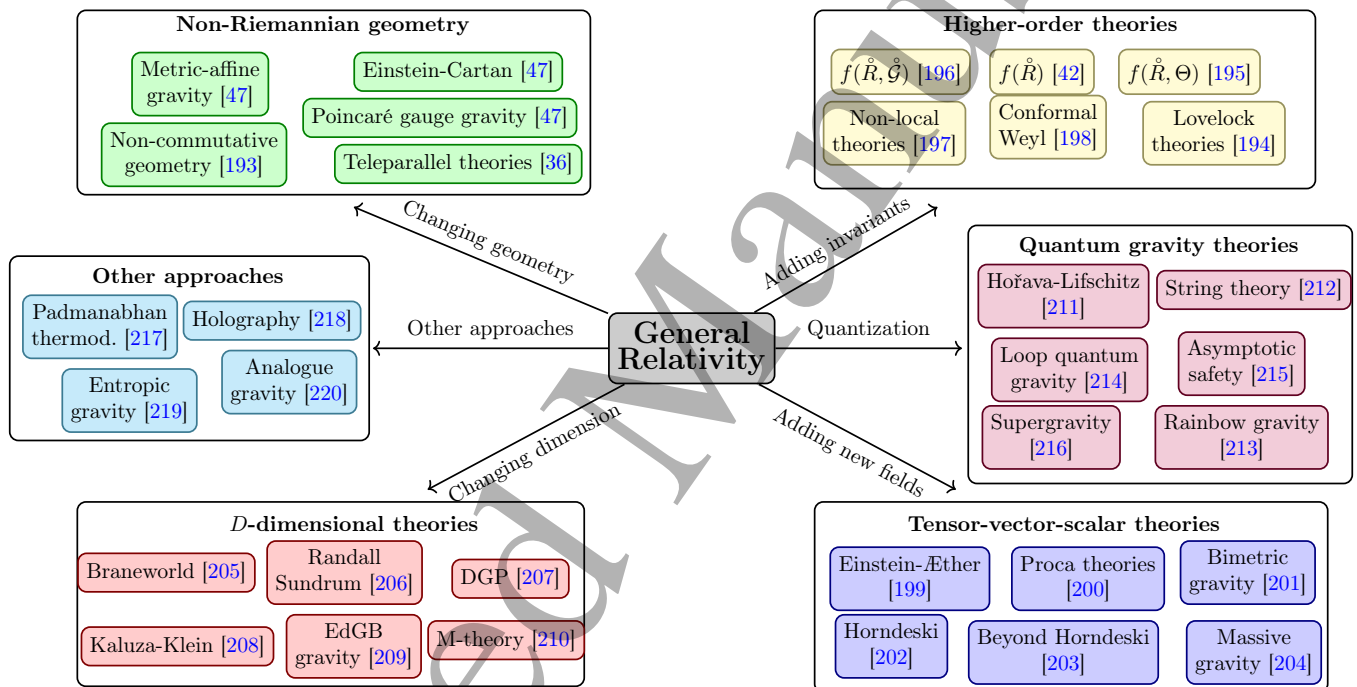 Non-Riemannian geometry
Metric-affine
gravity [47]
Einstein-Cartan [47]
Poincaré gauge gravity [47]
Non-commutative
geometry [193]
Teleparallel theories [36]
Higher-order theories
f(R̊, 𝒢̊) [196]
f(R̊) [42]
f(R̊, Θ) [195]
Non-local
theories [197]
Conformal
Weyl [198]
Lovelock
theories [194]
Changing geometry
Adding invariants
Other approaches
Padmanabhan
thermod. [217]
Holography [218]
Entropic
gravity [219]
Analogue
gravity [220]
Other approaches
General
Relativity
Quantization
Quantum gravity theories
Hořava-Lifschitz
[211]
String theory [212]
Loop quantum
gravity [214]
Asymptotic
safety [215]
Supergravity
[216]
Rainbow gravity
[213]
Changing dimension
Adding new fields
D-dimensional theories
Braneworld [205]
Randall
Sundrum [206]
DGP [207]
Kaluza-Klein [208]
EdGB
gravity [209]
M-theory [210]
Tensor-vector-scalar theories
Einstein-Æther
[199]
Proca theories
[200]
Bimetric
gravity [201]
Horndeski
[202]
Beyond Horndeski
[203]
Massive
gravity [204]
ed Manu